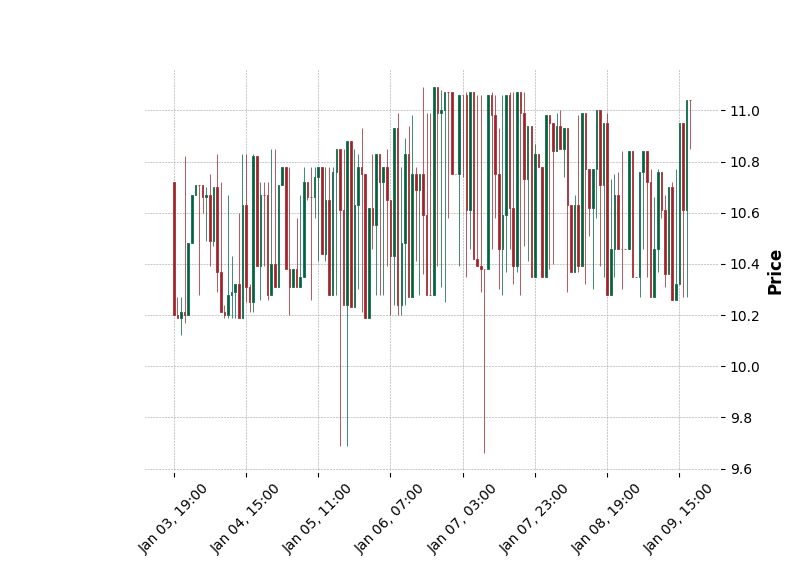 11.0
10.8
10.6
10.4
10.2
10.0
9.8
9.6
Price
Jan 03, 19:00
Jan 04, 15:00
Jan 05, 11:00
Jan 06, 07:00
Jan 07, 03:00
Jan 07, 23:00
Jan 08, 19:00
Jan 09, 15:00